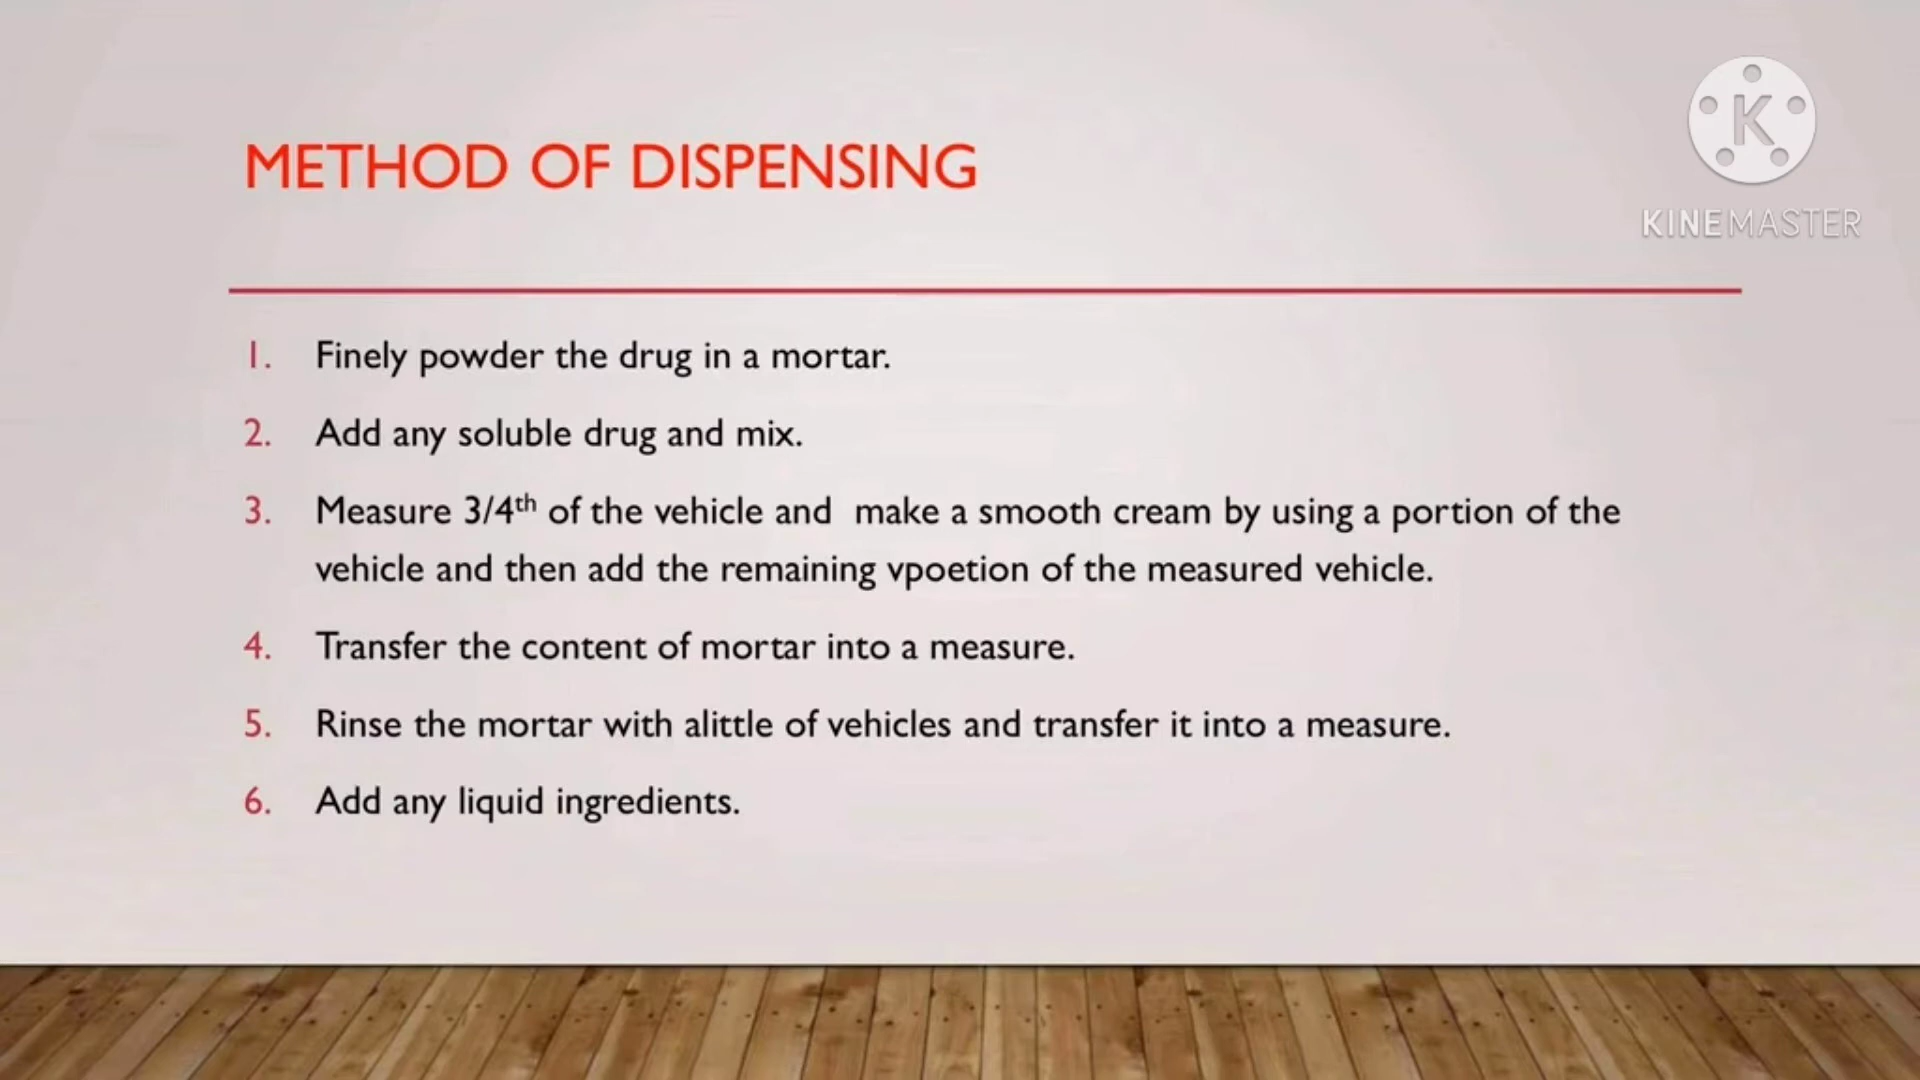 METHOD OF DISPENSING
K
KINEMASTER
1. Finely powder the drug in a mortar.
2. Add any soluble drug and mix.
3. Measure 3/4th of the vehicle and  make a smooth cream by using a portion of the
vehicle and then add the remaining vpoetion of the measured vehicle.
4. Transfer the content of mortar into a measure.
5. Rinse the mortar with alittle of vehicles and transfer it into a measure.
6. Add any liquid ingredients.